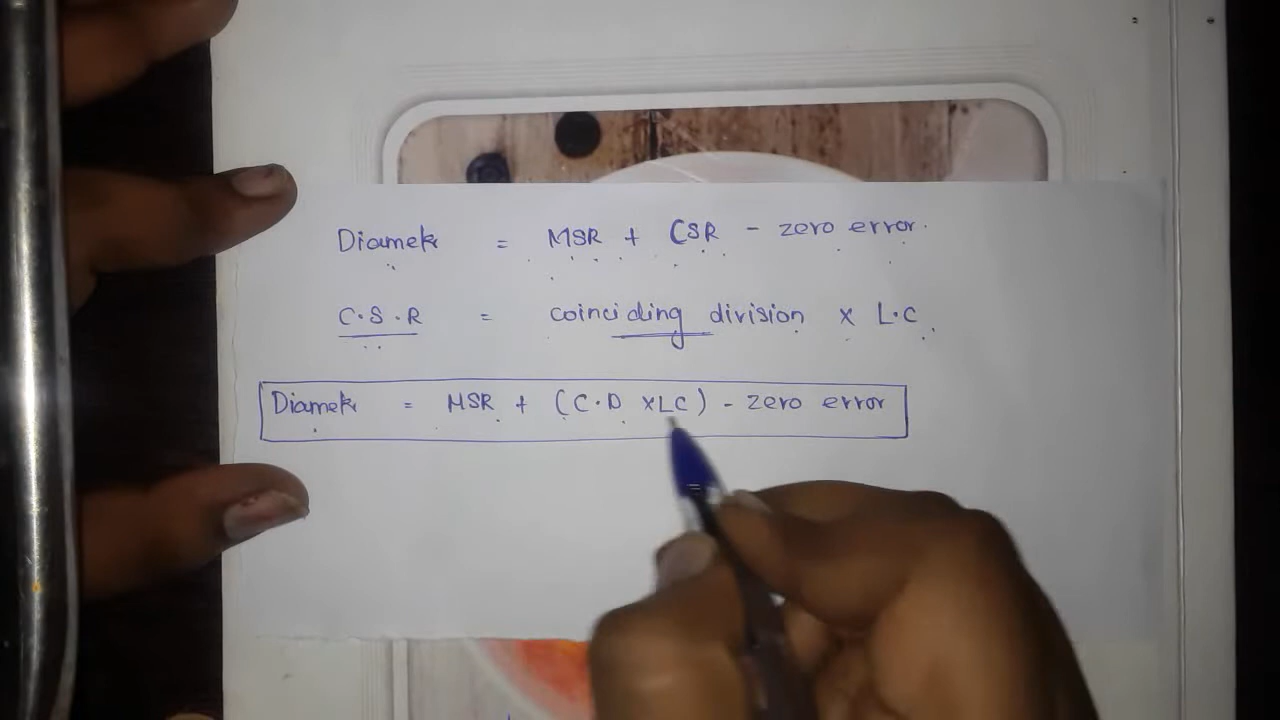 Diameter = MSR + CSR - zero error.
C.S.R = coinciding division x L.C
Diameter = MSR + (C.D x LC) - zero error